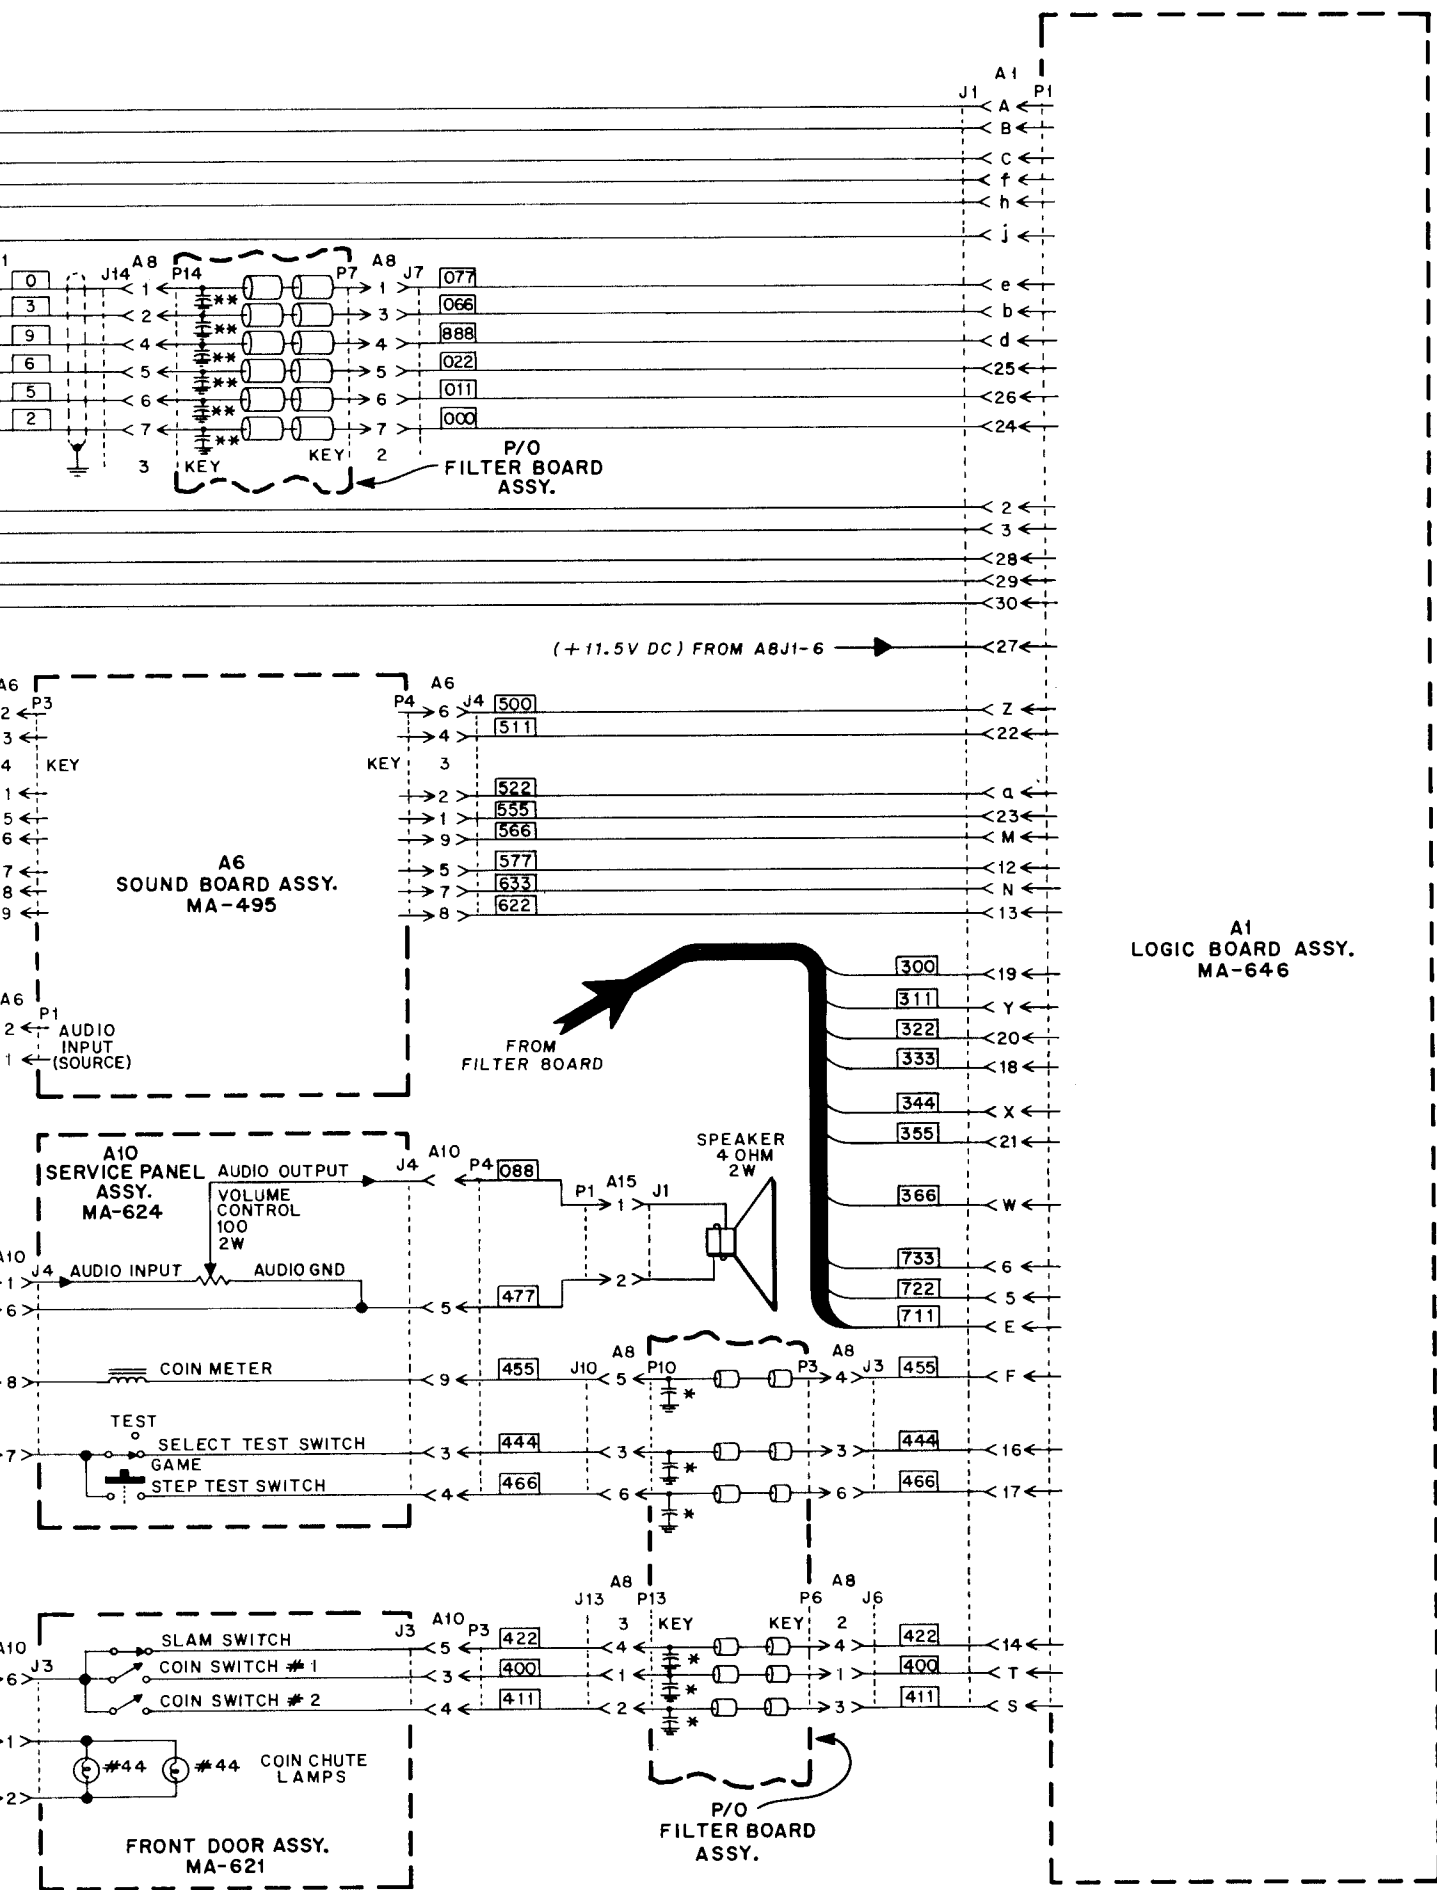 A1
J1 P1
A
B
C
f
h
j
1 J14 A8 P14 P7 A8 J7
0 1 ** 1 077 e
3 2 ** 3 066 b
9 4 ** 4 888 d
6 5 ** 5 022 25
5 6 ** 6 011 26
2 7 ** 7 000 24
3 KEY KEY 2
P/O
FILTER BOARD
ASSY.
2
3
28
29
30
(+11.5V DC) FROM A8J1-6 27
A6 P3 P4 A6 J4
2 6 500 Z
3 4 511 22
4 KEY KEY 3
1 2 522 a
5 1 555 23
6 9 566 M
7 5 577 12
8 7 633 N
9 8 622 13
A6
SOUND BOARD ASSY.
MA-495
A1
LOGIC BOARD ASSY.
MA-646
300 19
311 Y
322 20
333 18
344 X
355 21
366 W
733 6
722 5
711 E
FROM
FILTER BOARD
A6 P1
2 AUDIO
INPUT
1 (SOURCE)
A10
SERVICE PANEL
ASSY.
MA-624
AUDIO OUTPUT J4 A10 P4 088
VOLUME
CONTROL
100
2W
P1 A15 J1
1
2
SPEAKER
4 OHM
2W
A10 J4
1 AUDIO INPUT AUDIO GND
6 5 477
A8 A8
8 COIN METER 9 455 J10 5 P10 * P3 4 J3 455 F
TEST
7 SELECT TEST SWITCH 3 444 3 * 3 444 16
GAME
STEP TEST SWITCH 4 466 6 * 6 466 17
A8 A8
J13 P13 P6 J6
3 KEY KEY 2
A10 J3 J3 A10 P3
SLAM SWITCH 5 422 4 * 4 422 14
6 COIN SWITCH #1 3 400 1 * 1 400 T
COIN SWITCH #2 4 411 2 * 3 411 S
1
#44 #44 COIN CHUTE
LAMPS
2
FRONT DOOR ASSY.
MA-621
P/O
FILTER BOARD
ASSY.